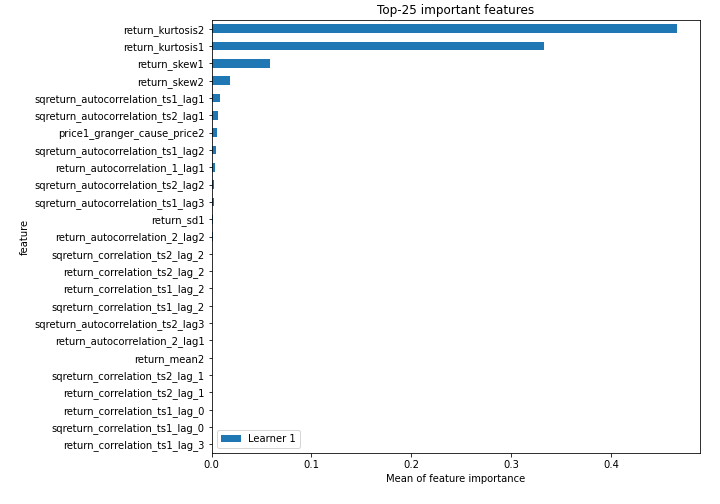 Top-25 important features
return_kurtosis2
return_kurtosis1
return_skew1
return_skew2
sqreturn_autocorrelation_ts1_lag1
sqreturn_autocorrelation_ts2_lag1
price1_granger_cause_price2
sqreturn_autocorrelation_ts1_lag2
return_autocorrelation_1_lag1
sqreturn_autocorrelation_ts2_lag2
sqreturn_autocorrelation_ts1_lag3
return_sd1
return_autocorrelation_2_lag2
sqreturn_correlation_ts2_lag_2
return_correlation_ts2_lag_2
return_correlation_ts1_lag_2
sqreturn_correlation_ts1_lag_2
sqreturn_autocorrelation_ts2_lag3
return_autocorrelation_2_lag1
return_mean2
sqreturn_correlation_ts2_lag_1
return_correlation_ts2_lag_1
return_correlation_ts1_lag_0
sqreturn_correlation_ts1_lag_0
return_correlation_ts1_lag_3
feature
Learner 1
0.0 0.1 0.2 0.3 0.4
Mean of feature importance